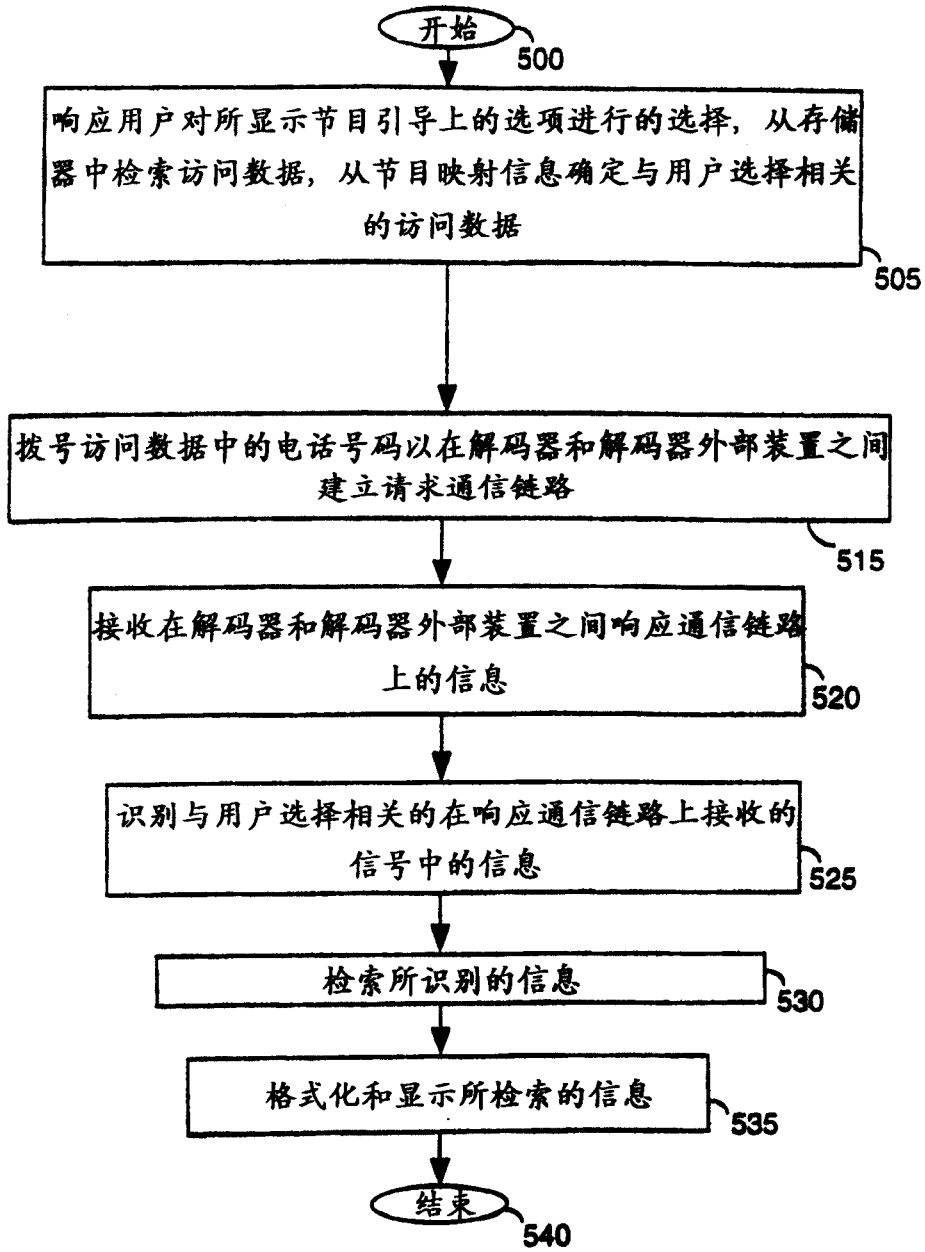 开始
500
响应用户对所显示节目引导上的选项进行的选择，从存储
器中检索访问数据，从节目映射信息确定与用户选择相关
的访问数据
505
拨号访问数据中的电话号码以在解码器和解码器外部装置之间
建立请求通信链路
515
接收在解码器和解码器外部装置之间响应通信链路
上的信息
520
识别与用户选择相关的在响应通信链路上接收的
信号中的信息
525
检索所识别的信息
530
格式化和显示所检索的信息
535
结束
540